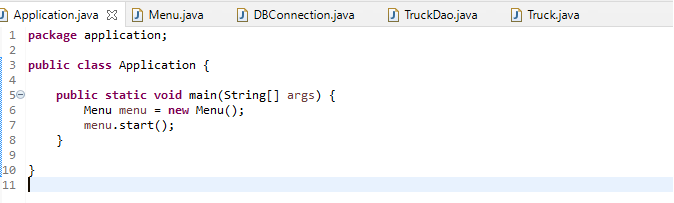 Application.java Menu.java DBConnection.java TruckDao.java Truck.java
1 package application;
2
3 public class Application {
4
5 public static void main(String[] args) {
6 Menu menu = new Menu();
7 menu.start();
8 }
9
10 }
11